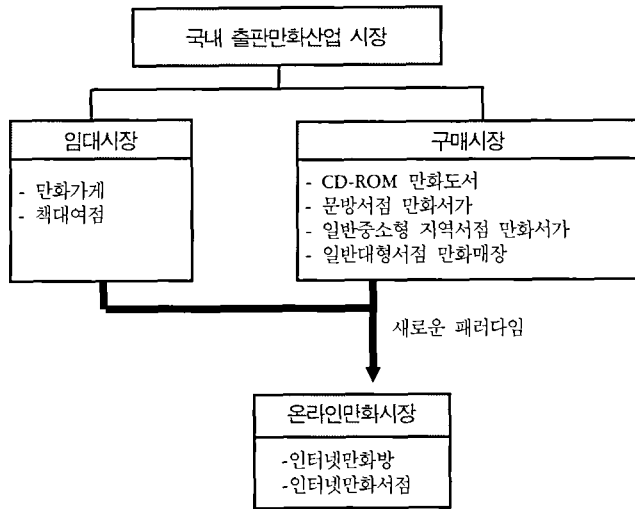 국내 출판만화산업 시장
임대시장
- 만화가게
- 책대여점
구매시장
- CD-ROM 만화도서
- 문방서점 만화서가
- 일반중소형 지역서점 만화서가
- 일반대형서점 만화매장
새로운 패러다임
온라인만화시장
-인터넷만화방
-인터넷만화서점